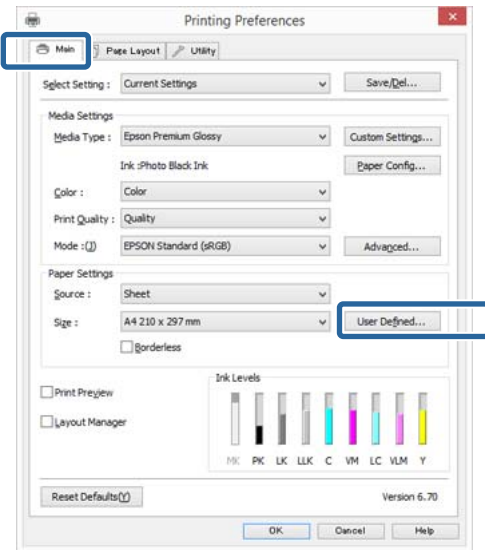 Printing Preferences
Main
Page Layout
Utility
Select Setting : Current Settings Save/Del...
Media Settings
Media Type : Epson Premium Glossy Custom Settings...
Ink :Photo Black Ink Paper Config...
Color : Color
Print Quality : Quality
Mode :(J) EPSON Standard (sRGB) Advanced...
Paper Settings
Source : Sheet
Size : A4 210 x 297 mm User Defined...
Borderless
Print Preview
Layout Manager
Ink Levels
MK PK LK LLK C VM LC VLM Y
Reset Defaults(Y) Version 6.70
OK Cancel Help